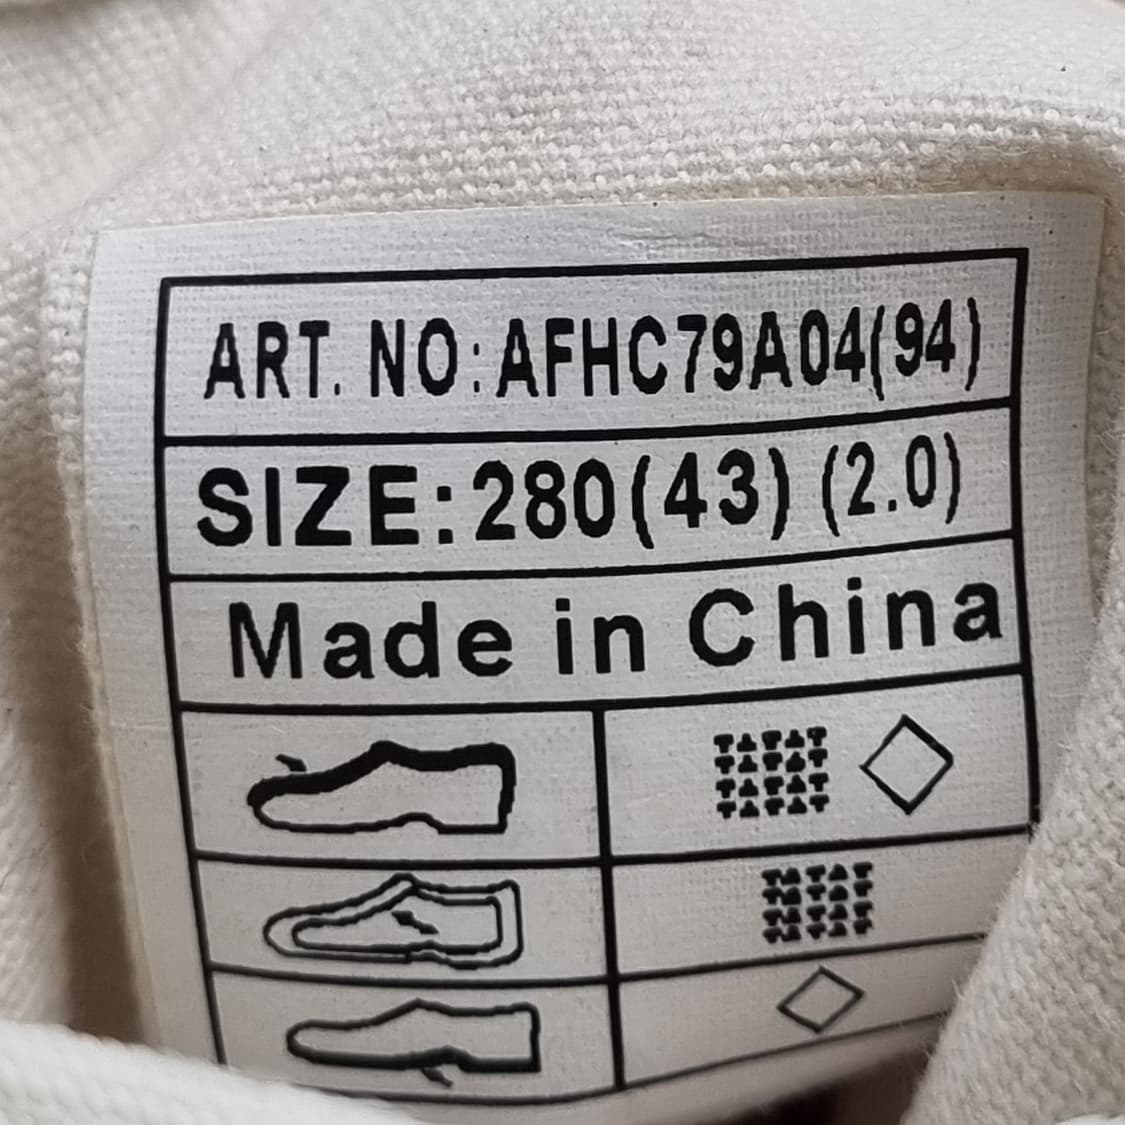 ART. NO:AFHC79A04(94)
SIZE:280(43) (2.0)
Made in China